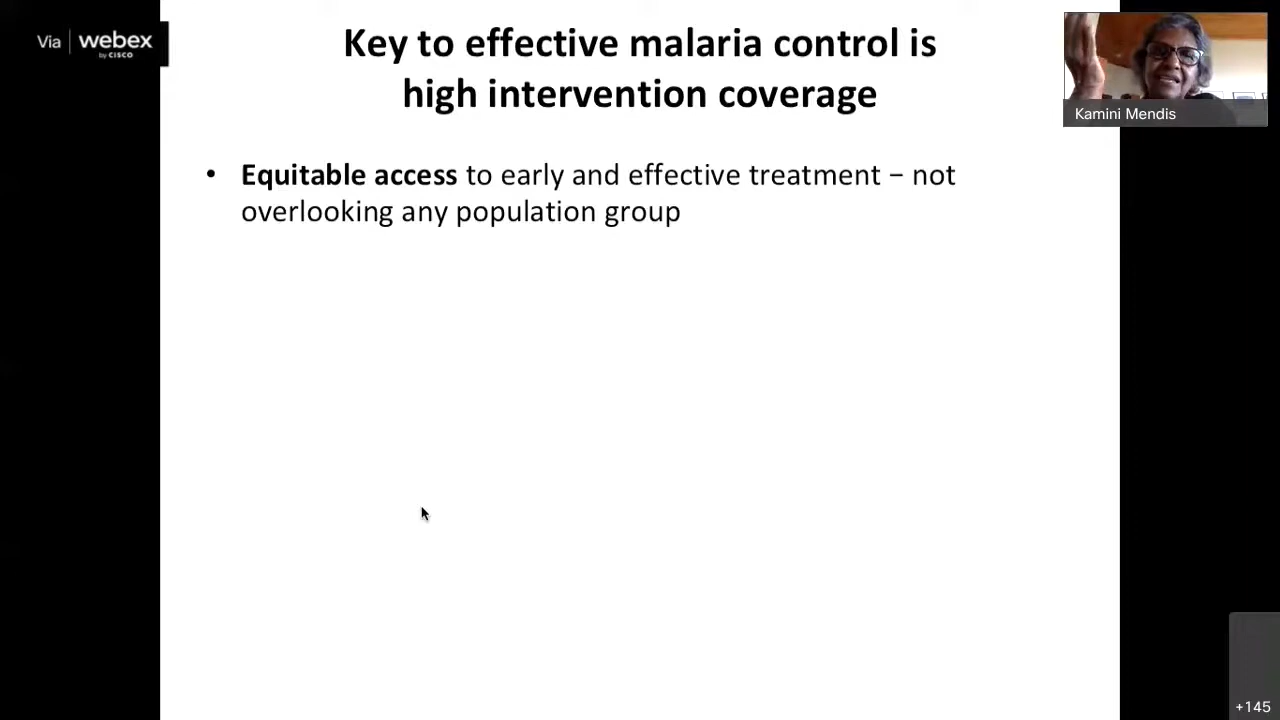 Via webex
by CISCO
Key to effective malaria control is
high intervention coverage
Kamini Mendis
• Equitable access to early and effective treatment – not
overlooking any population group
+145